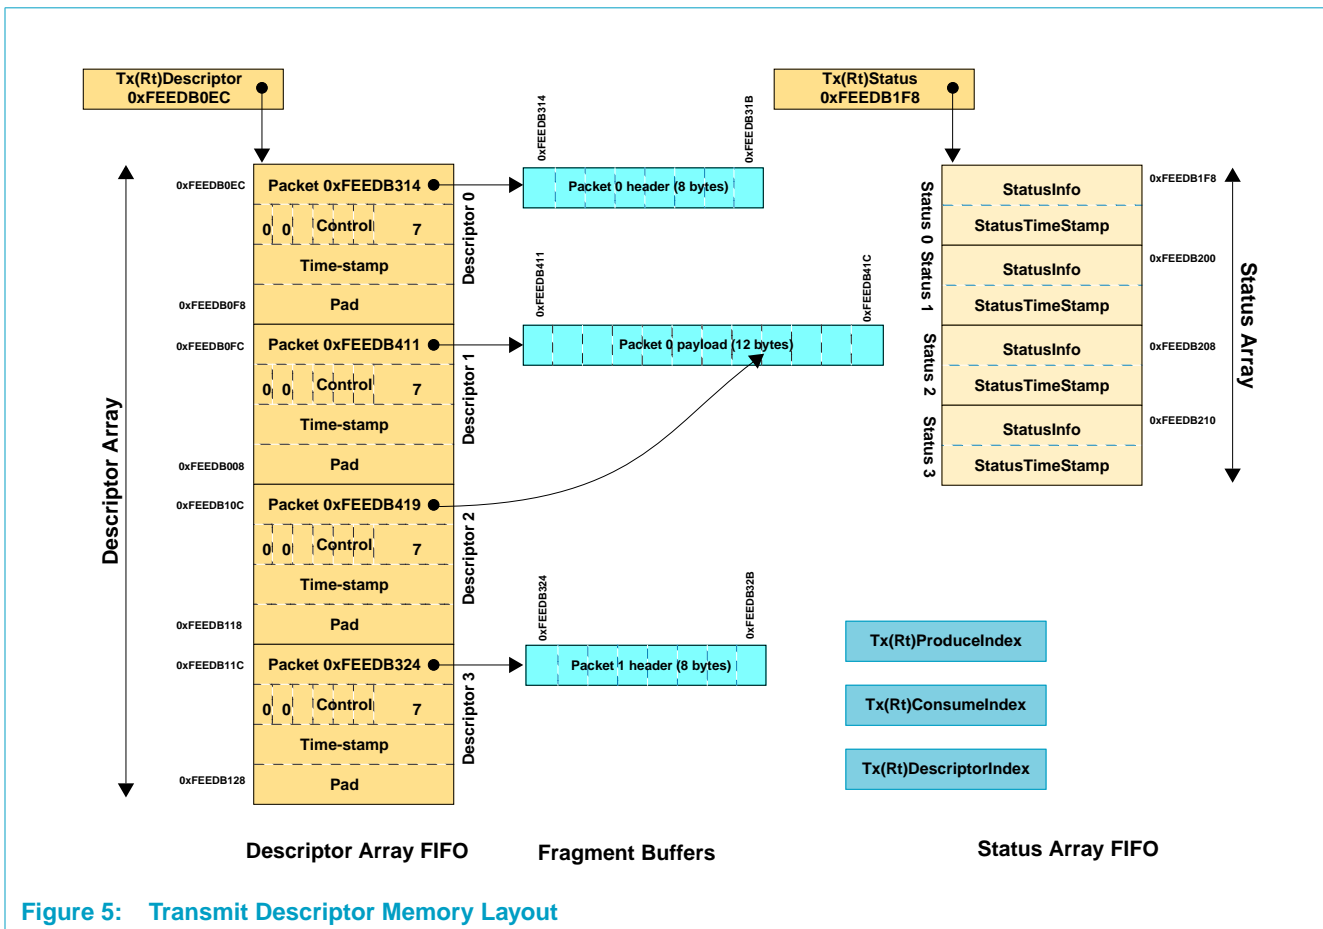 Tx(Rt)Descriptor
0xFEEDB0EC
Tx(Rt)Status
0xFEEDB1F8
0xFEEDB314
0xFEEDB31B
0xFEEDB0EC
Packet 0xFEEDB314
Packet 0 header (8 bytes)
0 0 Control 7
Time-stamp
0xFEEDB0F8
Pad
Descriptor 0
0xFEEDB411
0xFEEDB41C
0xFEEDB0FC
Packet 0xFEEDB411
Packet 0 payload (12 bytes)
0 0 Control 7
Time-stamp
0xFEEDB008
Pad
Descriptor 1
0xFEEDB10C
Packet 0xFEEDB419
0 0 Control 7
Time-stamp
0xFEEDB118
Pad
Descriptor 2
0xFEEDB324
0xFEEDB32B
0xFEEDB11C
Packet 0xFEEDB324
Packet 1 header (8 bytes)
0 0 Control 7
Time-stamp
0xFEEDB128
Pad
Descriptor 3
Descriptor Array
Status 0
StatusInfo
0xFEEDB1F8
StatusTimeStamp
Status 1
StatusInfo
0xFEEDB200
StatusTimeStamp
Status 2
StatusInfo
0xFEEDB208
StatusTimeStamp
Status 3
StatusInfo
0xFEEDB210
StatusTimeStamp
Status Array
Tx(Rt)ProduceIndex
Tx(Rt)ConsumeIndex
Tx(Rt)DescriptorIndex
Descriptor Array FIFO
Fragment Buffers
Status Array FIFO
Figure 5: Transmit Descriptor Memory Layout